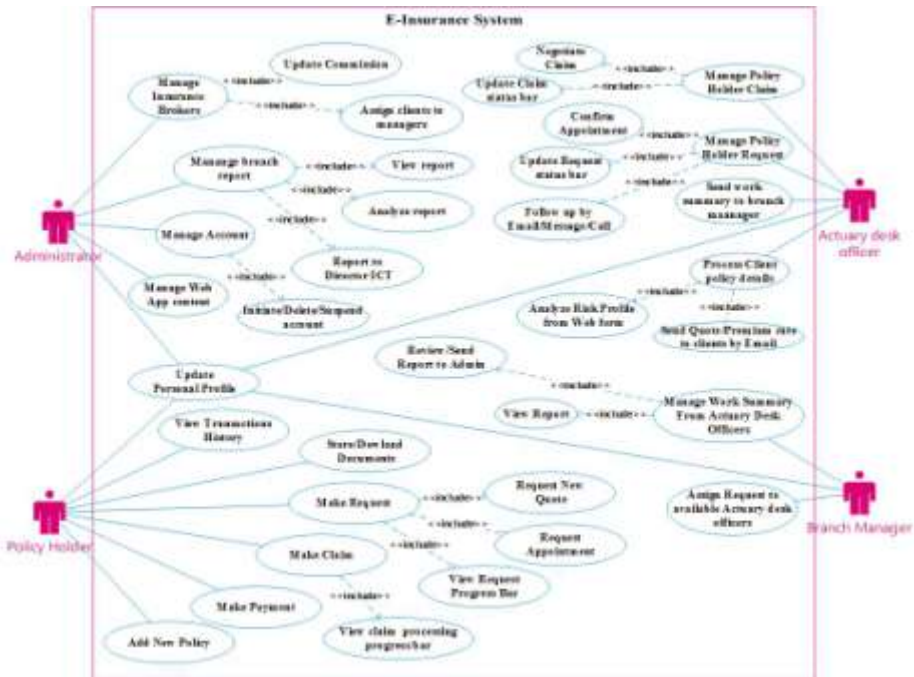 E-Insurance System
Update Commission
Manage
Insurance
Brokers
<<include>>
<<include>>
Assign clients to
managers
Negotiate
Claim
<<include>>
Update Claim
status bar
<<include>>
Manage Policy
Holder Claim
Confirm
Appointment
<<include>>
Manage Policy
Holder Request
Update Request
status bar
<<include>>
<<include>>
Follow up by
Email/Message/Call
Send work
summary to branch
manager
Manage breach
report
<<include>>
View report
<<include>>
Analyze report
<<include>>
Report to
Director ICT
Administrator
Manage Account
<<include>>
Initiate/Delete/Suspend
account
Manage Web
App content
Actuary desk
officer
Process Client
policy details
<<include>>
Analyze Risk Profile
from Web form
<<include>>
Send Quote/Premium
to clients by Email
Review/Send
Report to Admin
<<include>>
View Report
<<include>>
Manage Work Summary
From Actuary Desk
Officers
Update
Personal Profile
View Transactions
History
Documents
Make Request
<<include>>
Request New
Quote
<<include>>
Request
Appointment
<<include>>
View Request
Progress Bar
Assign Request to
available Actuary desk
officers
Branch Manager
Policy Holder
Make Claim
<<include>>
View claim processing
progressbar
Make Payment
Add New Policy